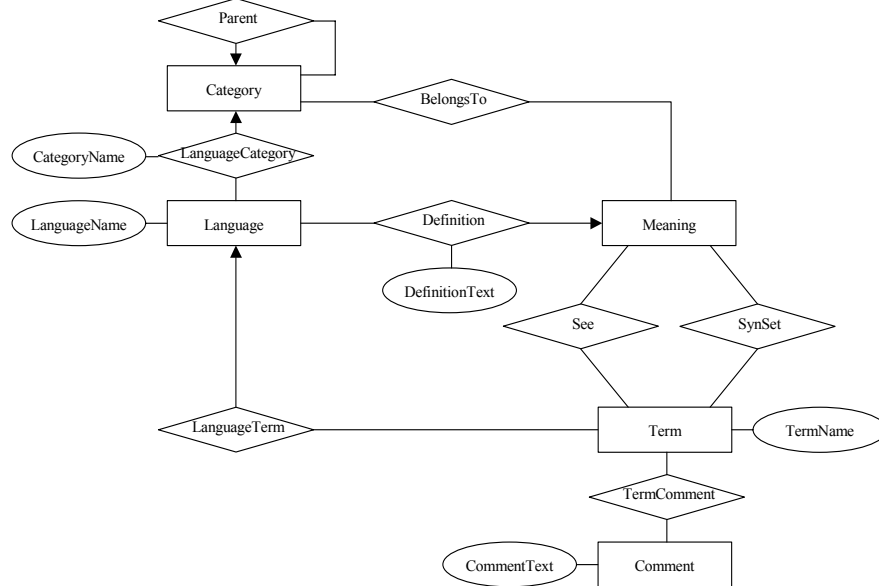 Parent
Category
BelongsTo
CategoryName
LanguageCategory
LanguageName
Language
Definition
Meaning
DefinitionText
See
SynSet
LanguageTerm
Term
TermName
TermComment
CommentText
Comment